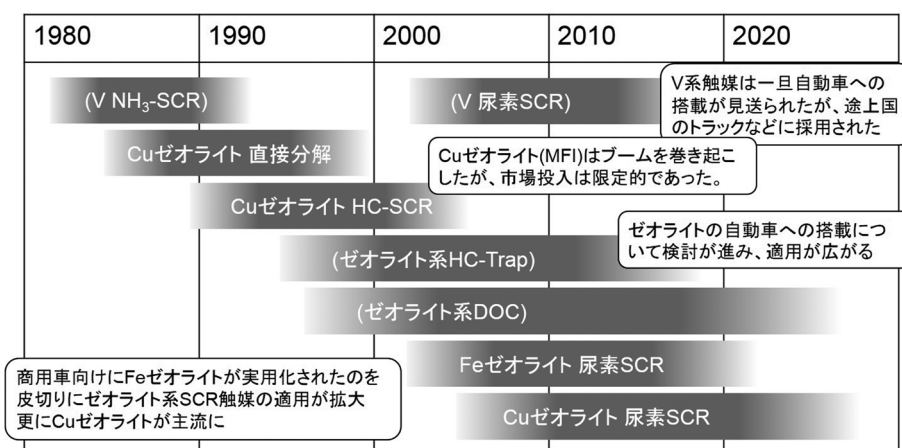 1980 1990 2000 2010 2020
(V NH₃-SCR)
(V 尿素SCR)
V系触媒は一旦自動車への
搭載が見送られたが、途上国
のトラックなどに採用された
Cuゼオライト 直接分解
Cuゼオライト(MFI)はブームを巻き起こ
したが、市場投入は限定的であった。
Cuゼオライト HC-SCR
ゼオライトの自動車への搭載につ
いて検討が進み、適用が広がる
(ゼオライト系HC-Trap)
(ゼオライト系DOC)
Feゼオライト 尿素SCR
商用車向けにFeゼオライトが実用化されたのを
皮切りにゼオライト系SCR触媒の適用が拡大
更にCuゼオライトが主流に
Cuゼオライト 尿素SCR